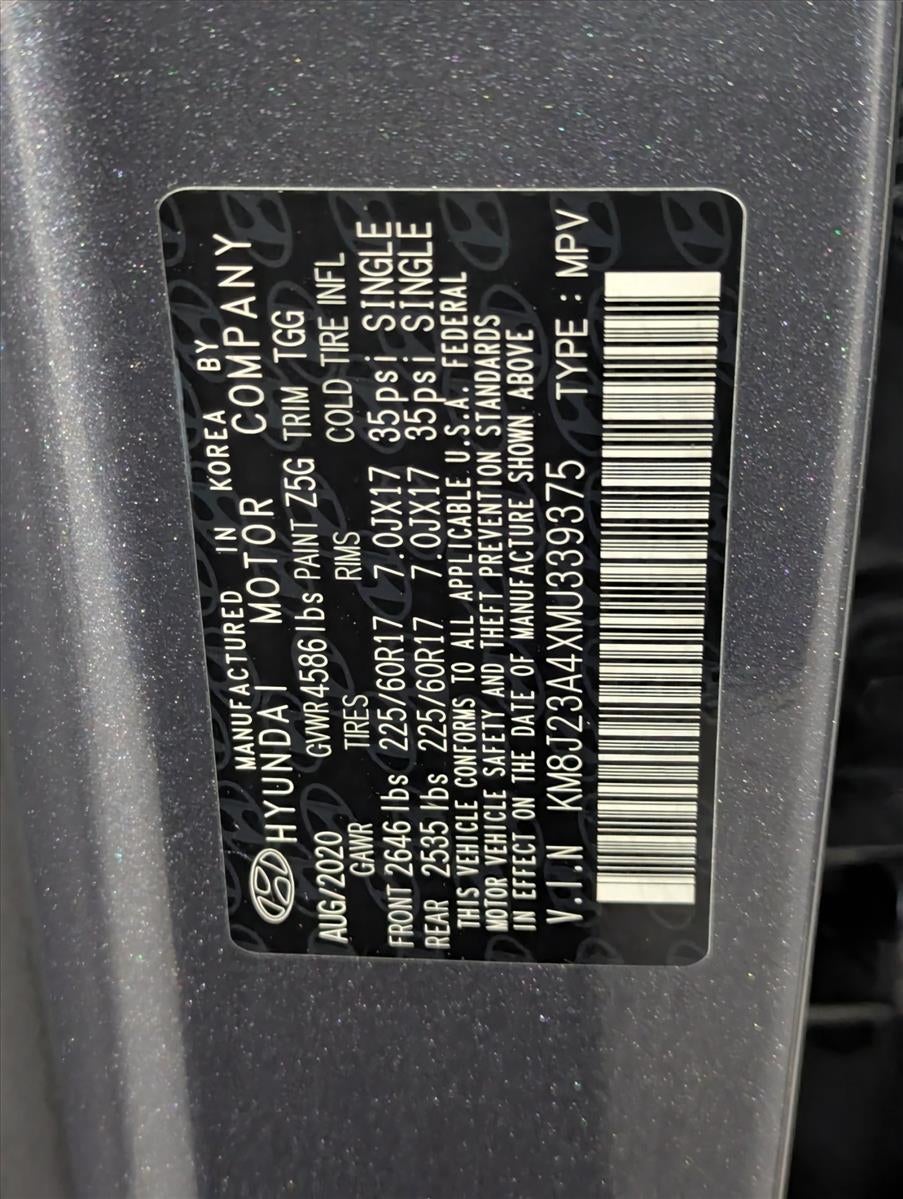 MANUFACTURED IN KOREA BY
HYUNDAI MOTOR COMPANY
AUG/2020 GVWR4586lbs PAINT Z5G TRIM TGG
GAWR TIRES RIMS COLD TIRE INFL
FRONT 2646 lbs 225/60R17 7.0JX17 35psi SINGLE
REAR 2535 lbs 225/60R17 7.0JX17 35psi SINGLE
THIS VEHICLE CONFORMS TO ALL APPLICABLE U.S.A. FEDERAL
MOTOR VEHICLE SAFETY AND THEFT PREVENTION STANDARDS
IN EFFECT ON THE DATE OF MANUFACTURE SHOWN ABOVE
V.I.N KM8J23A4XMU339375 TYPE : MPV